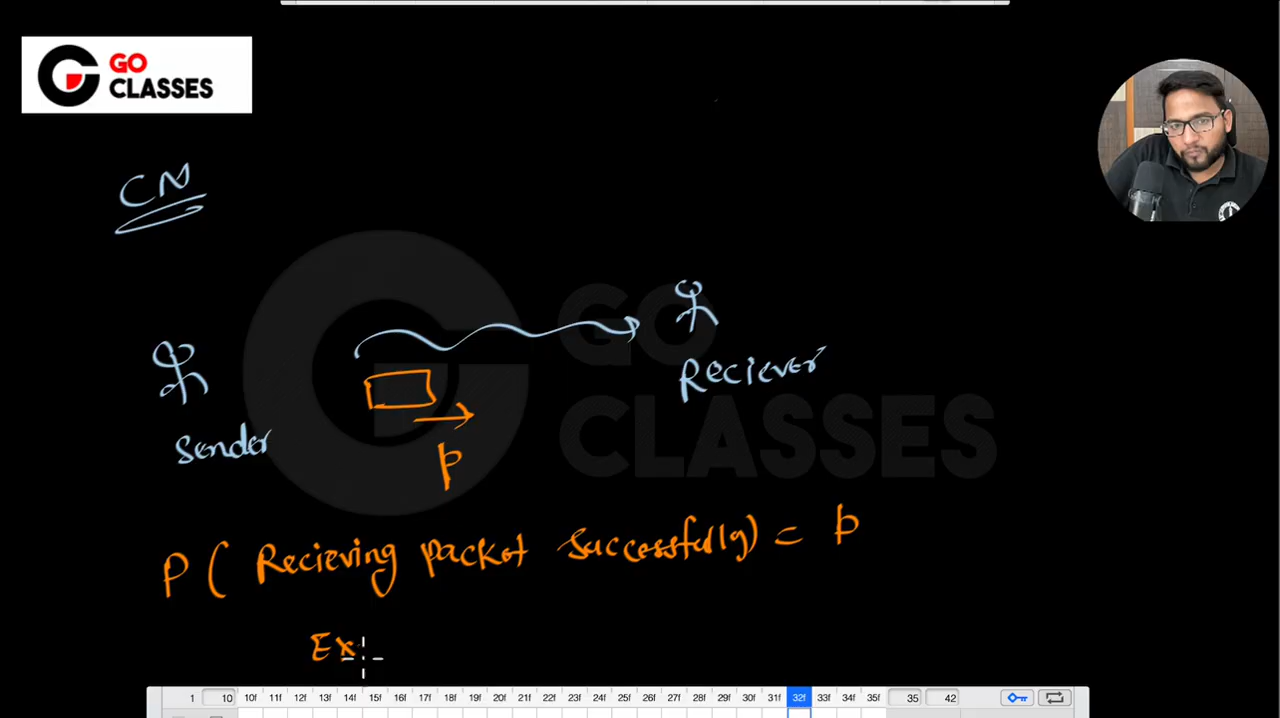 GO
CLASSES
CN
GO
CLASSES
Reciever
Sender
p
P( Recieving packet successfully) = p
Ex
1 10 10f 11f 12f 13f 14f 15f 16f 17f 18f 19f 20f 21f 22f 23f 24f 25f 26f 27f 28f 29f 30f 31f 32f 33f 34f 35f 35 42